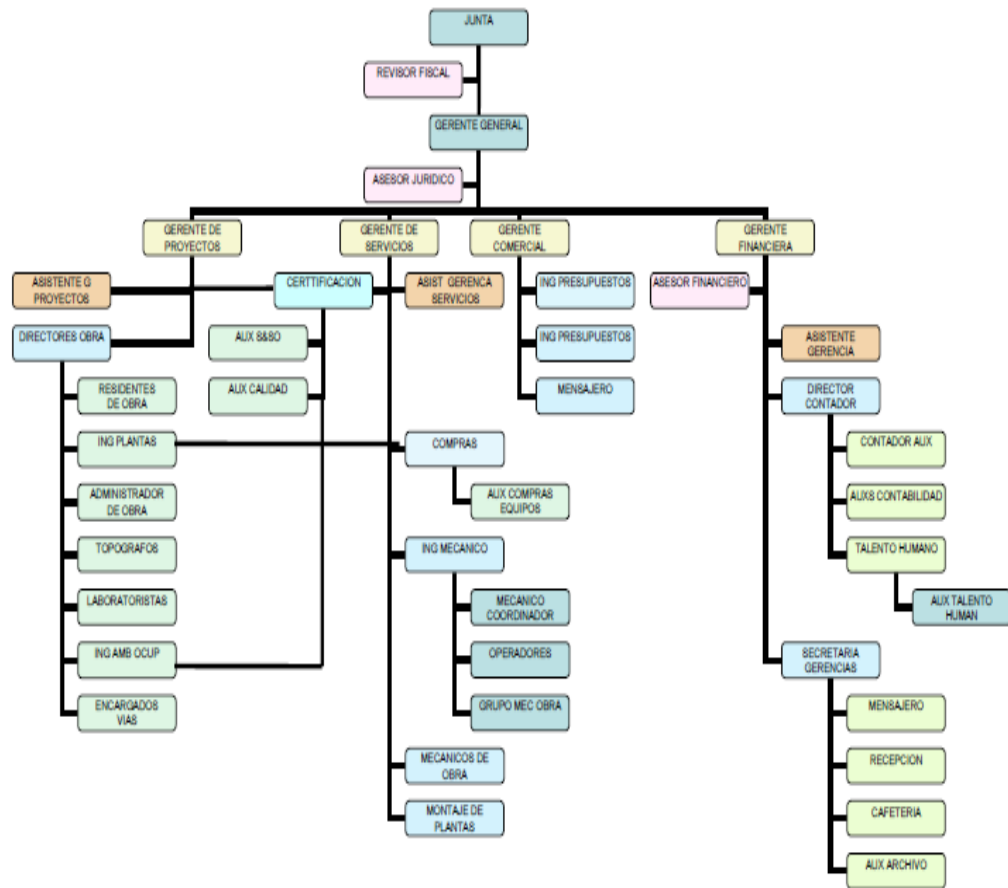 JUNTA
REVISOR FISCAL
GERENTE GENERAL
ASESOR JURIDICO
GERENTE DE
PROYECTOS
GERENTE DE
SERVICIOS
GERENTE
COMERCIAL
GERENTE
FINANCIERA
ASISTENTE G
PROYECTOS
CERTTIFICACION
ASIST GERENCA
SERVICIOS
ING PRESUPUESTOS
ASESOR FINANCIERO
DIRECTORES OBRA
AUX S&SO
ING PRESUPUESTOS
ASISTENTE
GERENCIA
RESIDENTES
DE OBRA
AUX CALIDAD
MENSAJERO
DIRECTOR
CONTADOR
ING PLANTAS
COMPRAS
CONTADOR AUX
ADMINISTRADOR
DE OBRA
AUX COMPRAS
EQUIPOS
AUXS CONTABILIDAD
TOPOGRAFOS
ING MECANICO
TALENTO HUMANO
LABORATORISTAS
MECANICO
COORDINADOR
AUX TALENTO
HUMAN
ING AMB OCUP
OPERADORES
SECRETARIA
GERENCIAS
ENCARGADOS
VIAS
GRUPO MEC OBRA
MENSAJERO
MECANICOS DE
OBRA
RECEPCION
MONTAJE DE
PLANTAS
CAFETERIA
AUX ARCHIVO